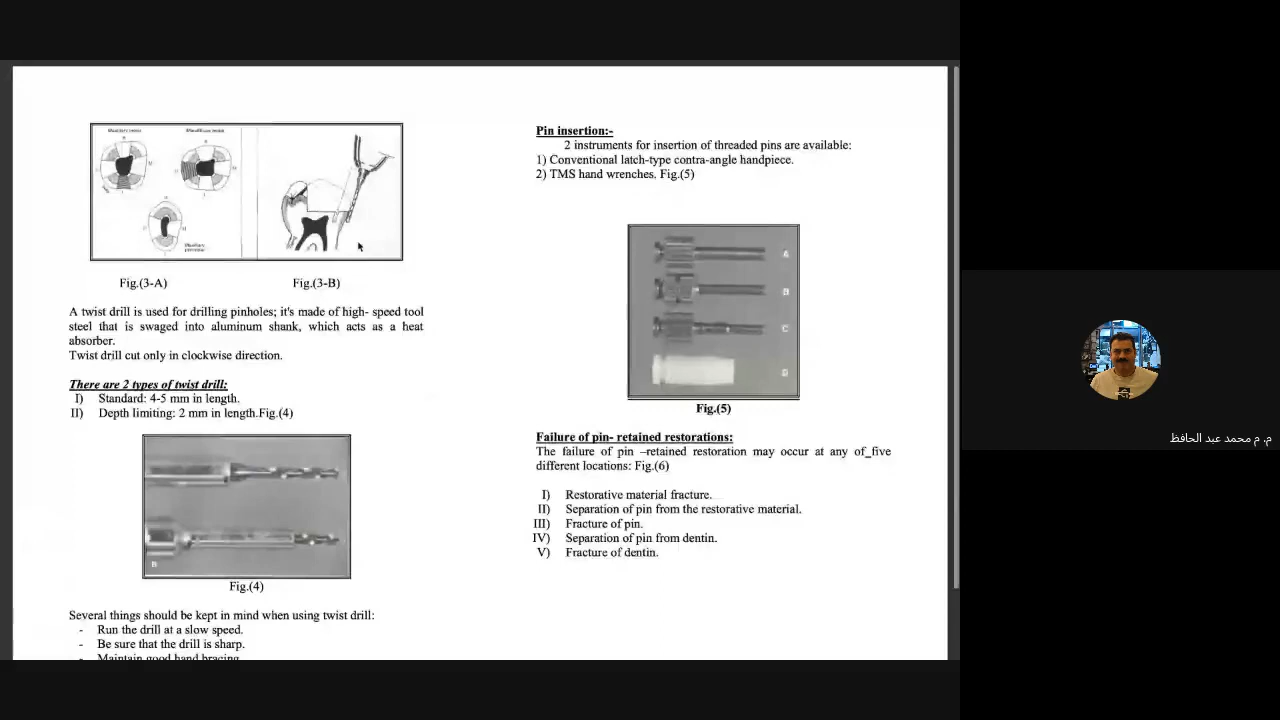 Fig.(3-A)
Fig.(3-B)
A twist drill is used for drilling pinholes; it's made of high- speed tool
steel that is swaged into aluminum shank, which acts as a heat
absorber.
Twist drill cut only in clockwise direction.
There are 2 types of twist drill:
I) Standard: 4-5 mm in length.
II) Depth limiting: 2 mm in length.Fig.(4)
B
Fig.(4)
Several things should be kept in mind when using twist drill:
- Run the drill at a slow speed.
- Be sure that the drill is sharp.
- Maintain good hand bracing
Pin insertion:-
2 instruments for insertion of threaded pins are available:
1) Conventional latch-type contra-angle handpiece.
2) TMS hand wrenches. Fig.(5)
A
B
C
Fig.(5)
Failure of pin- retained restorations:
The failure of pin –retained restoration may occur at any of_five
different locations: Fig.(6)
I) Restorative material fracture.
II) Separation of pin from the restorative material.
III) Fracture of pin.
IV) Separation of pin from dentin.
V) Fracture of dentin.
م. م محمد عبد الحافظ